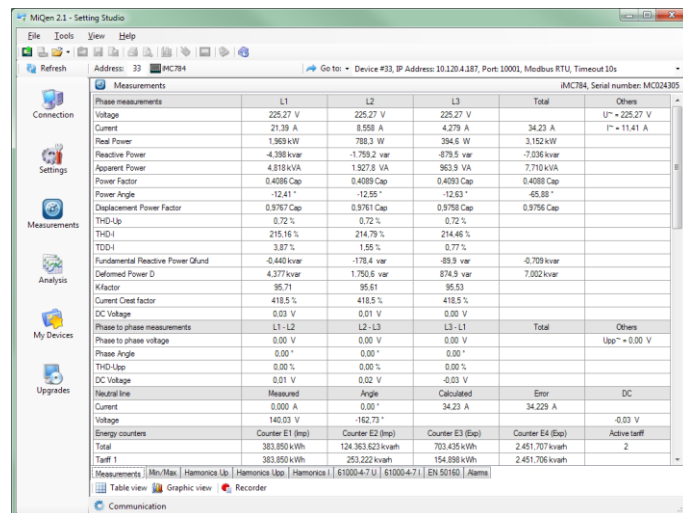 MiQen 2.1 - Setting Studio
File Tools View Help
Refresh Address: 33 iMC784 Go to: Device #33, IP Address: 10.120.4.187, Port: 10001, Modbus RTU, Timeout 10s
Measurements iMC784, Serial number: MC024305
Phase measurements L1 L2 L3 Total Others
Voltage 225,27 V 225,27 V 225,27 V U~ = 225,27 V
Current 21,39 A 8,558 A 4,279 A 34,23 A I~ = 11,41 A
Real Power 1,969 kW 788,3 W 394,6 W 3,152 kW
Reactive Power -4,398 kvar -1.759,2 var -879,5 var -7,036 kvar
Apparent Power 4,818 kVA 1.927,8 VA 963,9 VA 7,710 kVA
Power Factor 0,4086 Cap 0,4089 Cap 0,4093 Cap 0,4088 Cap
Power Angle -12,41 ° -12,55 ° -12,63 ° -65,88 °
Displacement Power Factor 0,9767 Cap 0,9761 Cap 0,9758 Cap 0,9756 Cap
THD-Up 0,72 % 0,72 % 0,72 %
THD-I 215,16 % 214,79 % 214,46 %
TDD-I 3,87 % 1,55 % 0,77 %
Fundamental Reactive Power Qfund -0,440 kvar -178,4 var -89,9 var -0,709 kvar
Deformed Power D 4,377 kvar 1.750,6 var 874,9 var 7,002 kvar
K-factor 95,71 95,61 95,53
Current Crest factor 418,5 % 418,5 % 418,5 %
DC Voltage 0,03 V 0,01 V 0,00 V
Phase to phase measurements L1 - L2 L2 - L3 L3 - L1 Total Others
Phase to phase voltage 0,00 V 0,00 V 0,00 V Upp~ = 0,00 V
Phase Angle 0,00 ° 0,00 ° 0,00 °
THD-Upp 0,00 % 0,00 % 0,00 %
DC Voltage 0,01 V 0,02 V -0,03 V
Neutral line Measured Angle Calculated Error DC
Current 0,000 A 0,00 ° 34,23 A 34,229 A
Voltage 140,03 V -162,73 ° -0,03 V
Energy counters Counter E1 (Imp) Counter E2 (Imp) Counter E3 (Exp) Counter E4 (Exp) Active tariff
Total 383,850 kWh 124.363,623 kvarh 703,435 kWh 2.451,707 kvarh 2
Tariff 1 383,850 kWh 253,222 kvarh 154,898 kWh 2.451,706 kvarh
Measurements Min/Max Harmonics Up Harmonics Upp Harmonics I 61000-4-7 U 61000-4-7 I EN 50160 Alarms
Table view Graphic view Recorder
Communication
Connection
Settings
Measurements
Analysis
My Devices
Upgrades